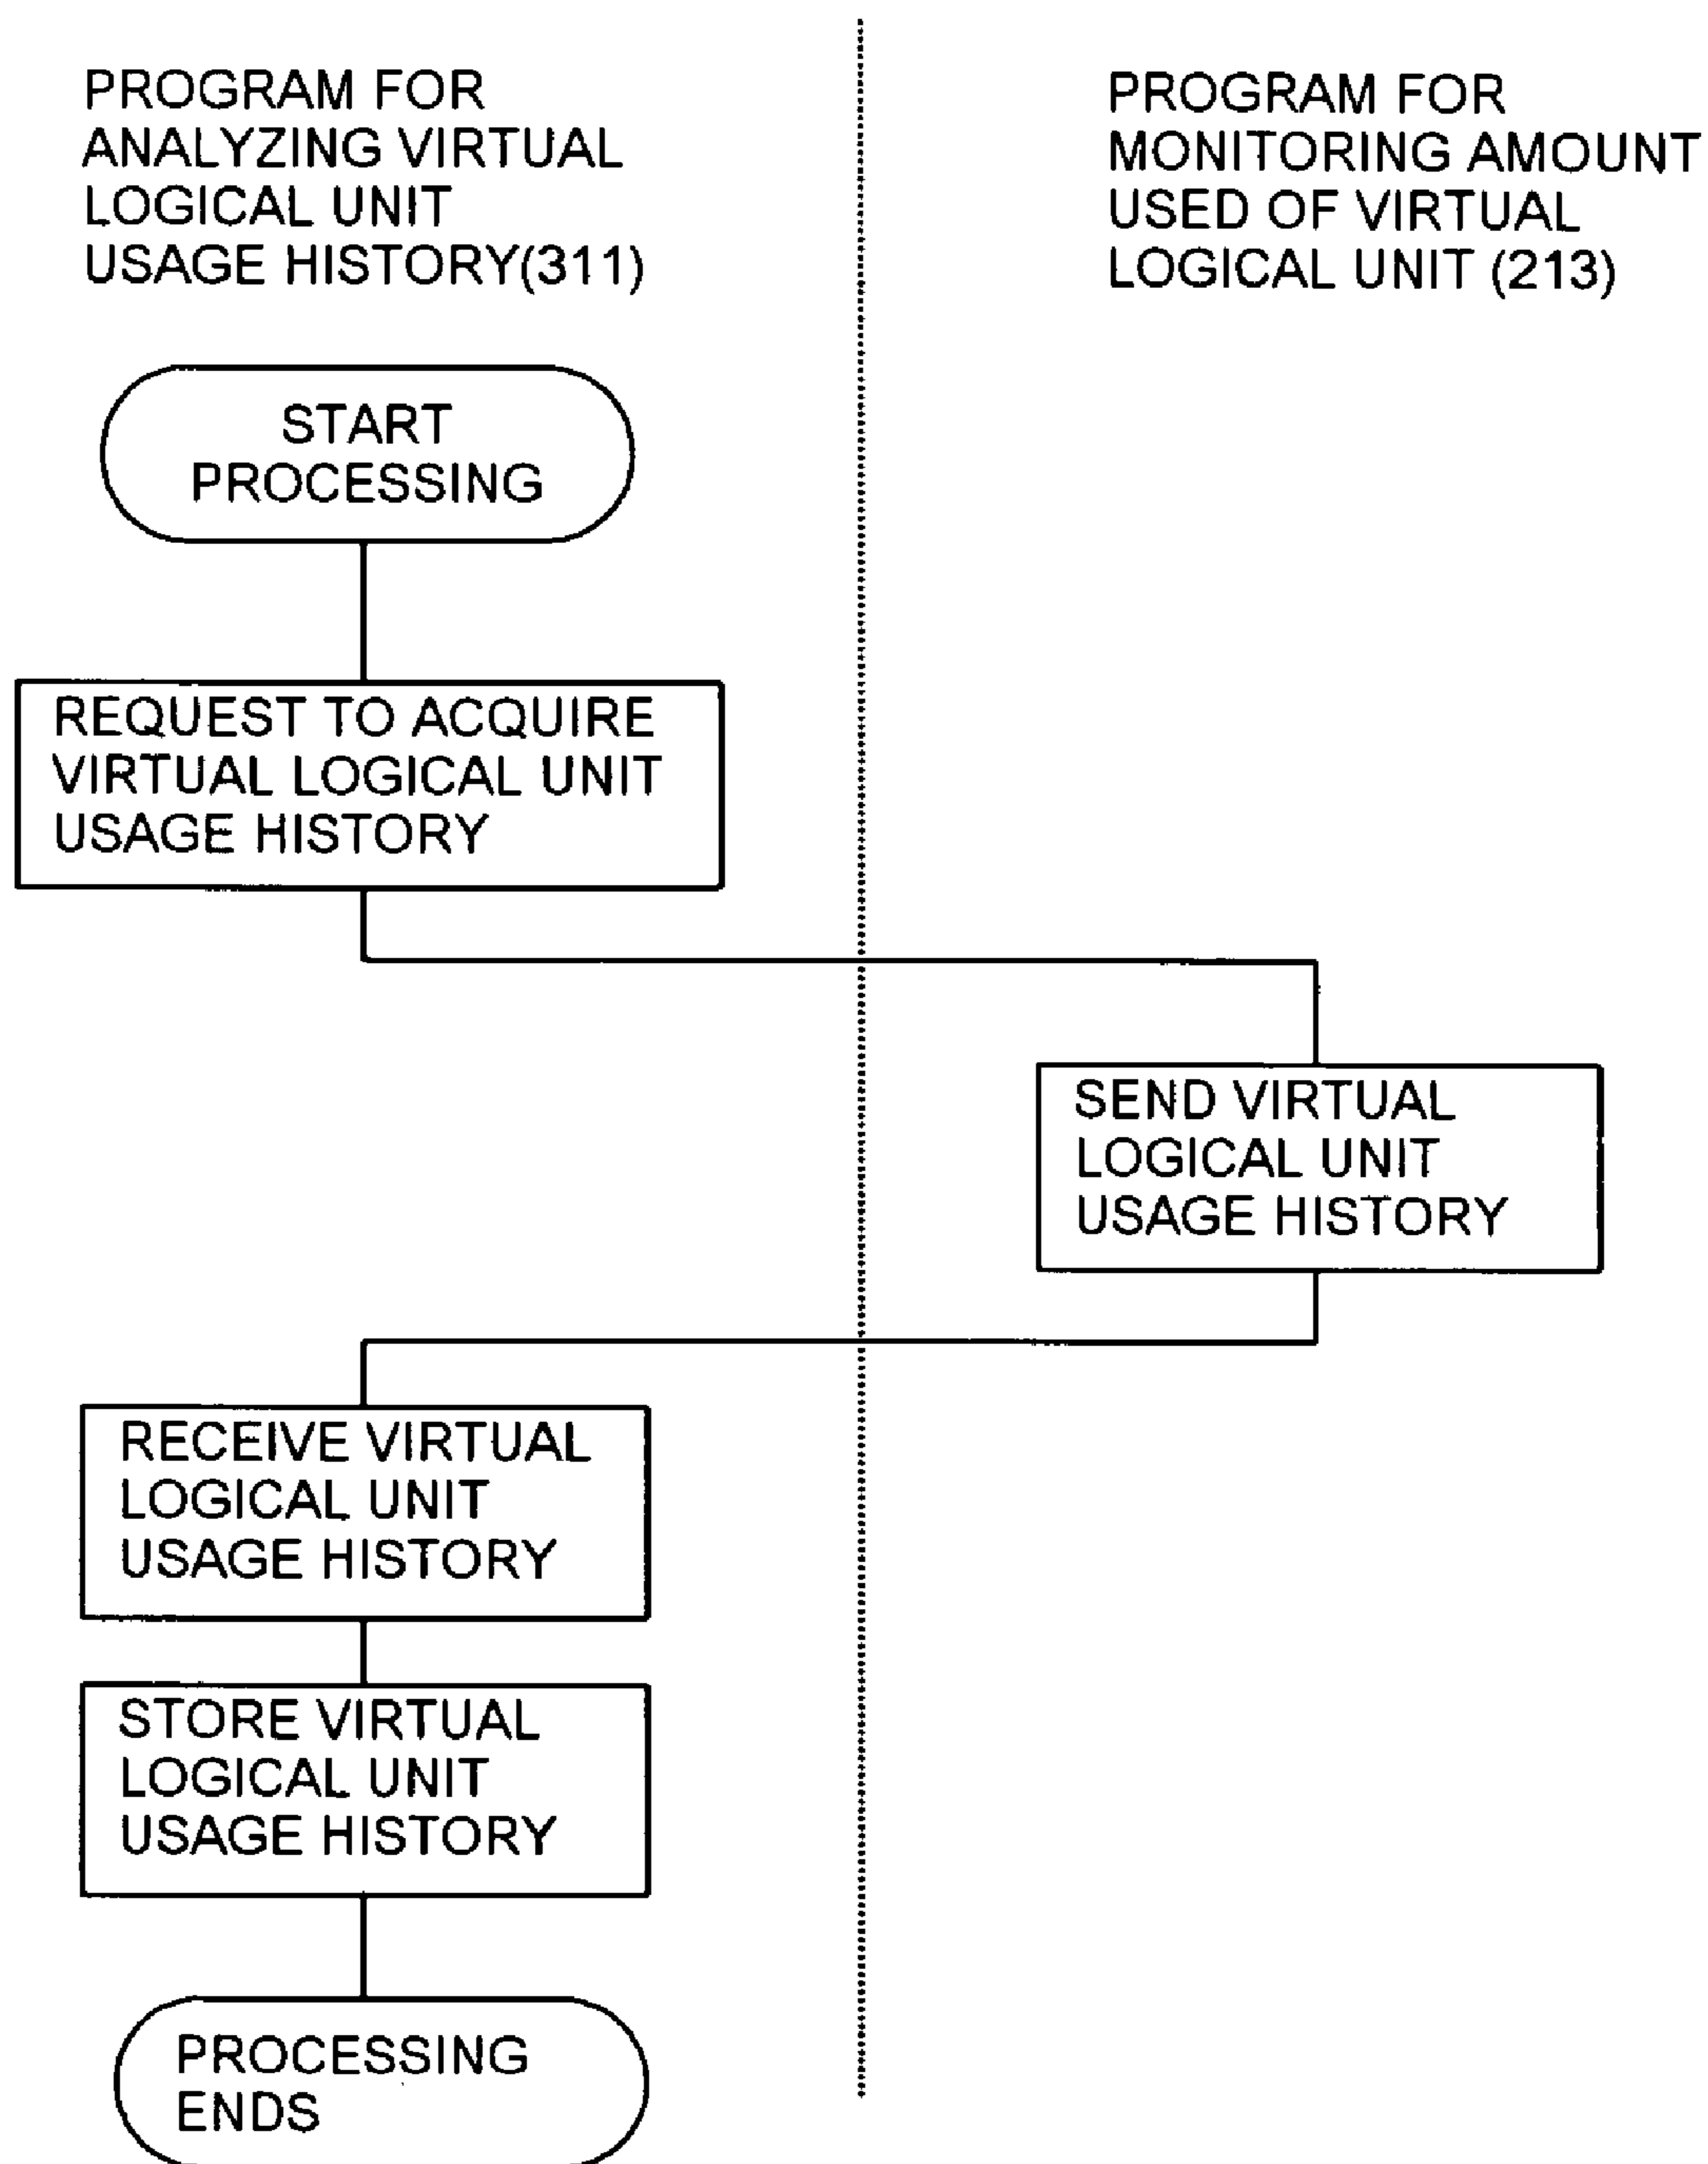 PROGRAM FOR
ANALYZING VIRTUAL
LOGICAL UNIT
USAGE HISTORY(311)
PROGRAM FOR
MONITORING AMOUNT
USED OF VIRTUAL
LOGICAL UNIT (213)
START
PROCESSING
REQUEST TO ACQUIRE
VIRTUAL LOGICAL UNIT
USAGE HISTORY
SEND VIRTUAL
LOGICAL UNIT
USAGE HISTORY
RECEIVE VIRTUAL
LOGICAL UNIT
USAGE HISTORY
STORE VIRTUAL
LOGICAL UNIT
USAGE HISTORY
PROCESSING
ENDS